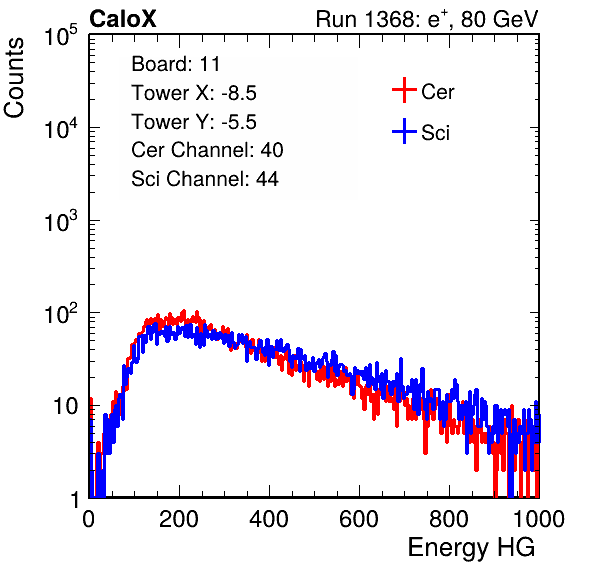 CaloX Run 1368: e⁺, 80 GeV
Board: 11
Tower X: -8.5
Tower Y: -5.5
Cer Channel: 40
Sci Channel: 44
Cer
Sci
Counts
10⁵
10⁴
10³
10²
10
1
0 200 400 600 800 1000
Energy HG